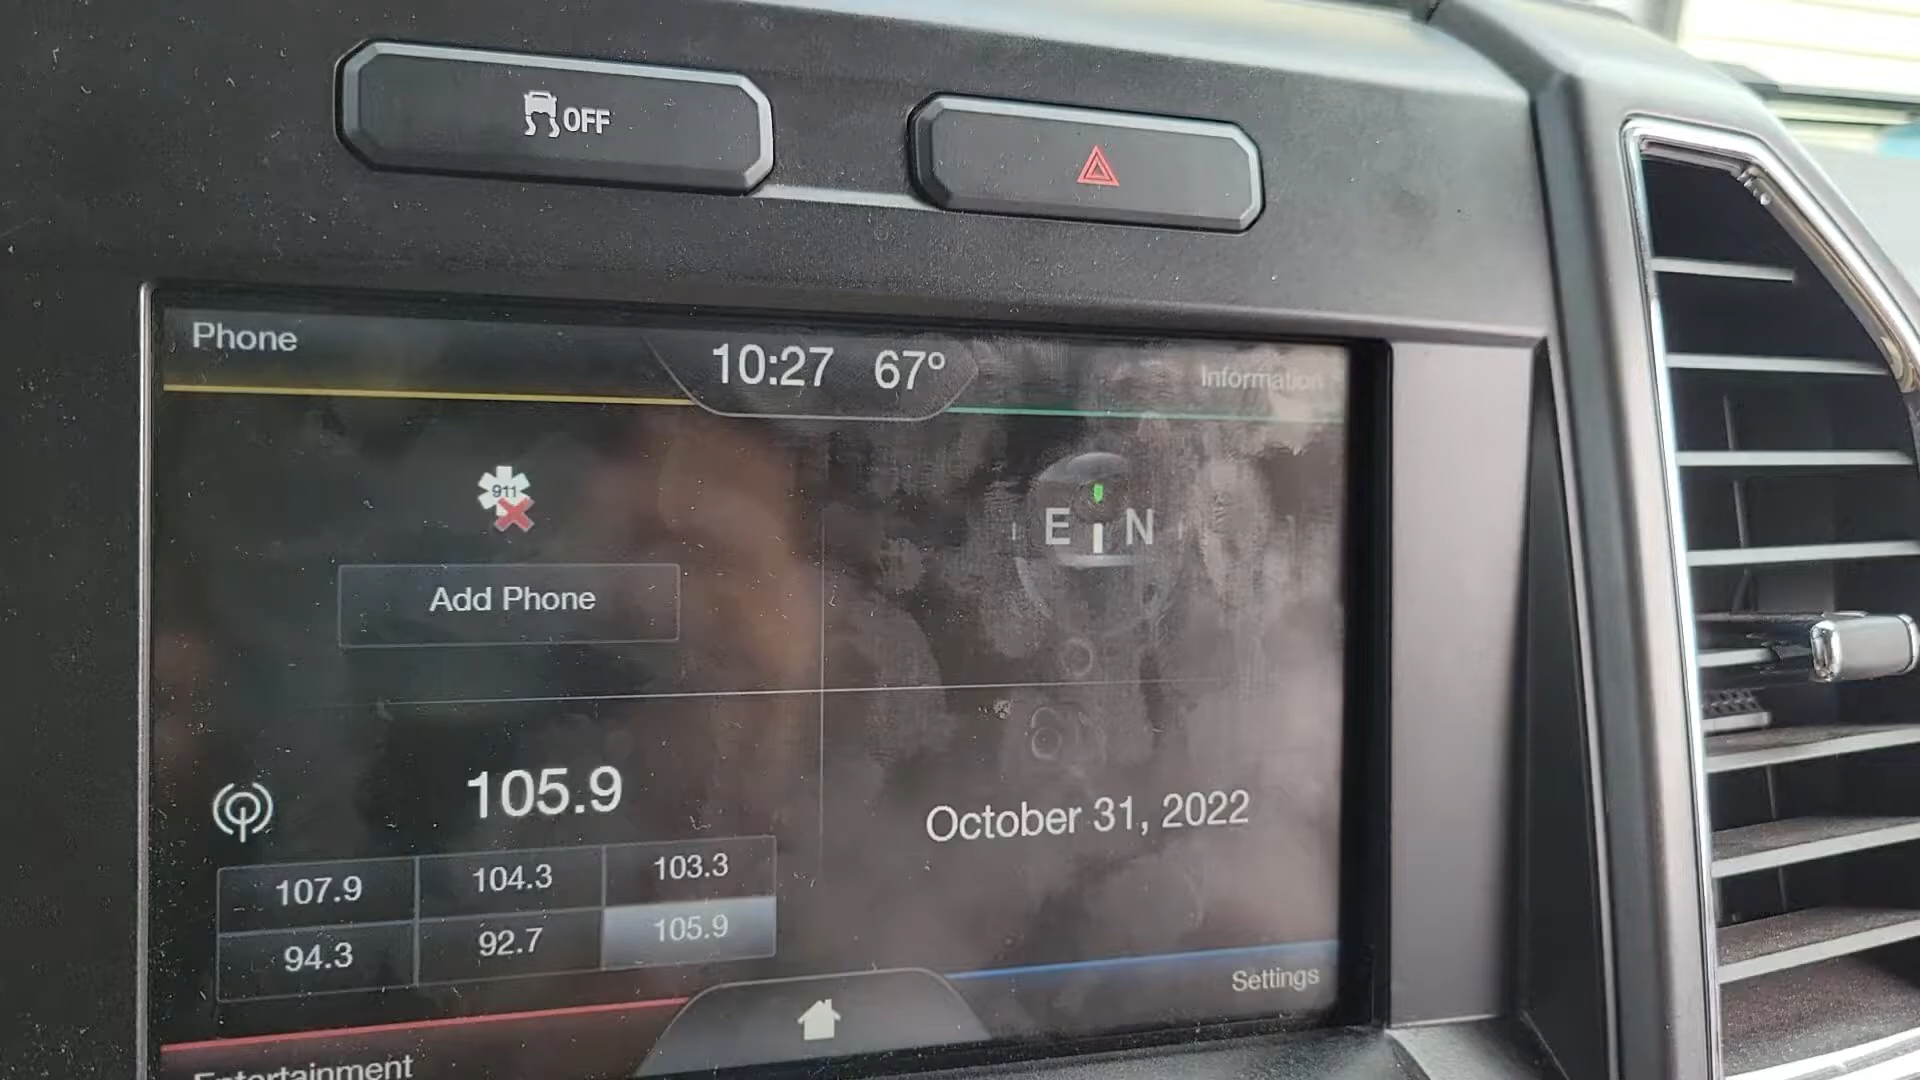 OFF
Phone
10:27 67°
Information
911
E N
Add Phone
105.9
October 31, 2022
107.9 104.3 103.3
94.3 92.7 105.9
Settings
Entertainment